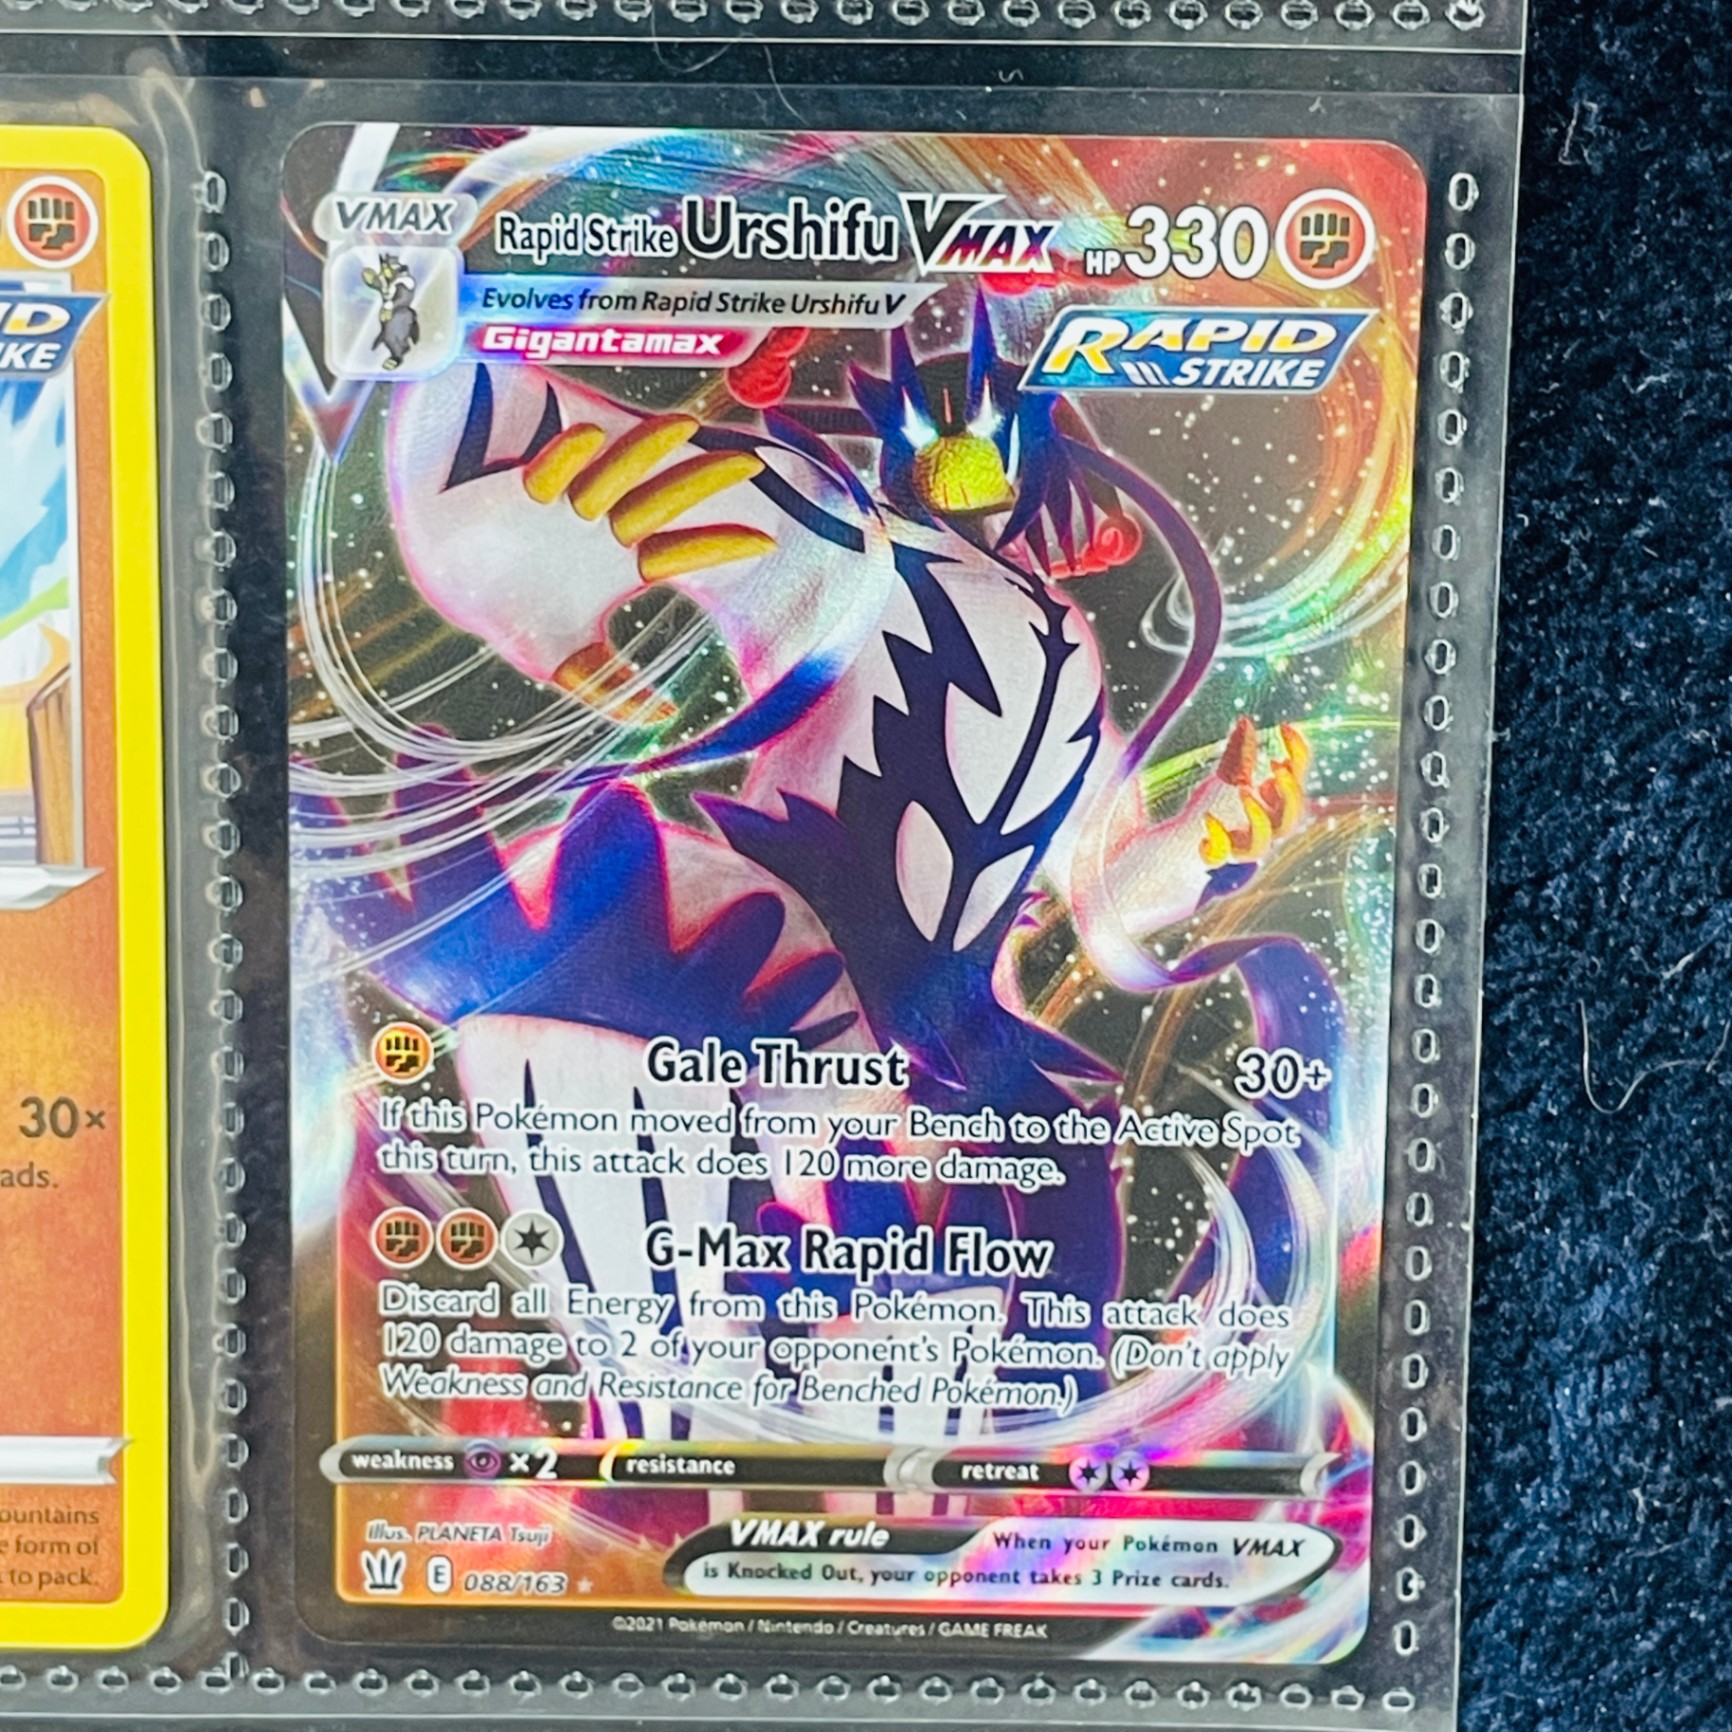 VMAX
Rapid Strike Urshifu VMAX HP 330
Evolves from Rapid Strike Urshifu V
Gigantamax
RAPID
STRIKE
ID
IKE
30×
ads.
ountains
e form of
to pack.
Gale Thrust 30+
If this Pokémon moved from your Bench to the Active Spot
this turn, this attack does 120 more damage.
G-Max Rapid Flow
Discard all Energy from this Pokémon. This attack does
120 damage to 2 of your opponent's Pokémon. (Don't apply
Weakness and Resistance for Benched Pokémon.)
weakness ×2 resistance retreat
Illus. PLANETA Tsuji
E 088/163
VMAX rule When your Pokémon VMAX
is Knocked Out, your opponent takes 3 Prize cards.
©2021 Pokémon / Nintendo / Creatures / GAME FREAK